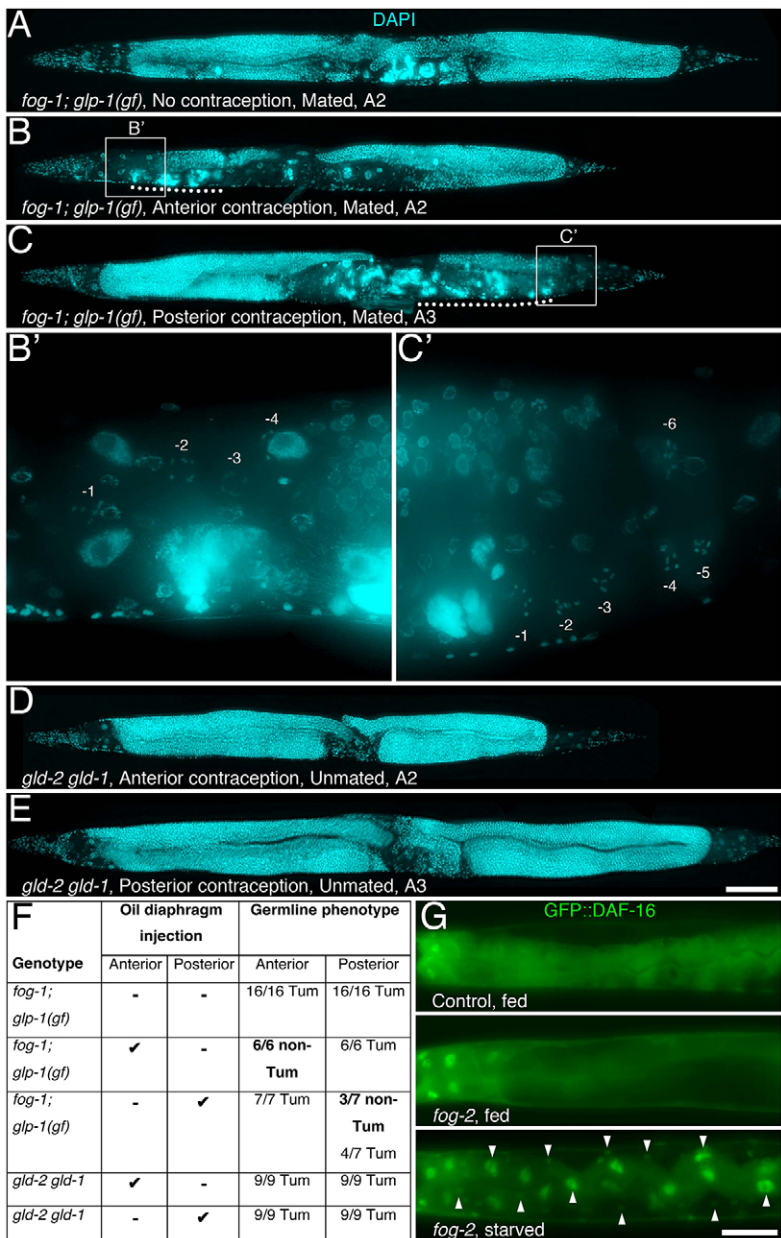 A
DAPI
fog-1; glp-1(gf), No contraception, Mated, A2
B
B'
fog-1; glp-1(gf), Anterior contraception, Mated, A2
C
C'
fog-1; glp-1(gf), Posterior contraception, Mated, A3
B'
-1
-2
-3
-4
C'
-6
-5
-4
-3
-2
-1
D
gld-2 gld-1, Anterior contraception, Unmated, A2
E
gld-2 gld-1, Posterior contraception, Unmated, A3
F
Oil diaphragm injection
Germline phenotype
Genotype
Anterior Posterior Anterior Posterior
fog-1; glp-1(gf) - - 16/16 Tum 16/16 Tum
fog-1; glp-1(gf) ✔ - 6/6 non-Tum 6/6 Tum
fog-1; glp-1(gf) - ✔ 7/7 Tum 3/7 non-Tum 4/7 Tum
gld-2 gld-1 ✔ - 9/9 Tum 9/9 Tum
gld-2 gld-1 - ✔ 9/9 Tum 9/9 Tum
G
GFP::DAF-16
Control, fed
fog-2, fed
fog-2, starved